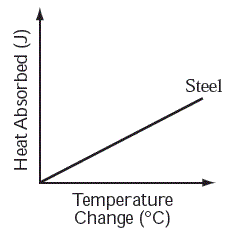 Heat Absorbed (J)
Steel
Temperature
Change (°C)